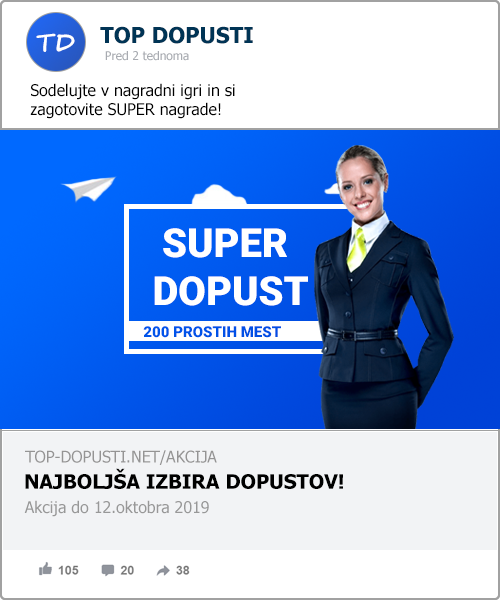 TD
TOP DOPUSTI
Pred 2 tednoma
Sodelujte v nagradni igri in si
zagotovite SUPER nagrade!
SUPER
DOPUST
200 PROSTIH MEST
TOP-DOPUSTI.NET/AKCIJA
NAJBOLJŠA IZBIRA DOPUSTOV!
Akcija do 12.oktobra 2019
105 20 38